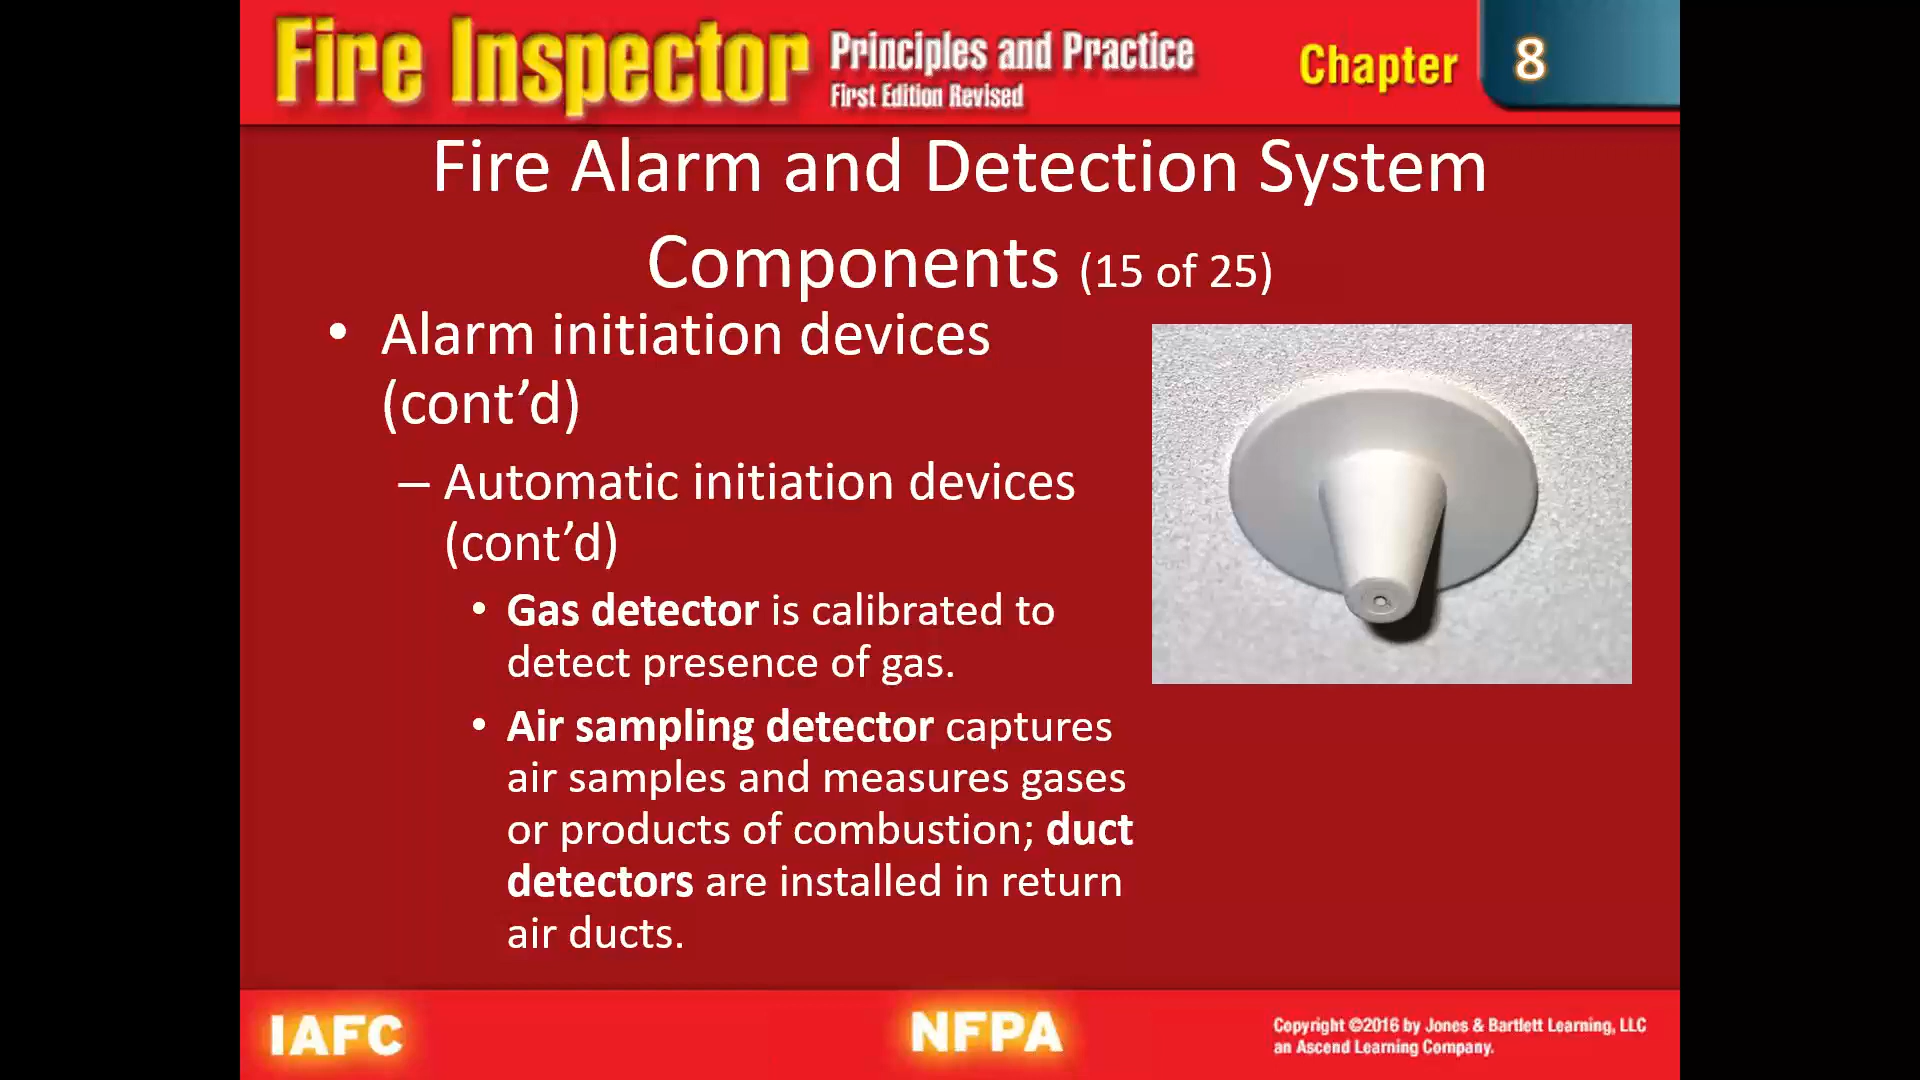 Fire Inspector Principles and Practice
First Edition Revised
Chapter 8
Fire Alarm and Detection System
Components (15 of 25)
• Alarm initiation devices
(cont’d)
– Automatic initiation devices
(cont’d)
• Gas detector is calibrated to
detect presence of gas.
• Air sampling detector captures
air samples and measures gases
or products of combustion; duct
detectors are installed in return
air ducts.
IAFC
NFPA
Copyright ©2016 by Jones & Bartlett Learning, LLC
an Ascend Learning Company.